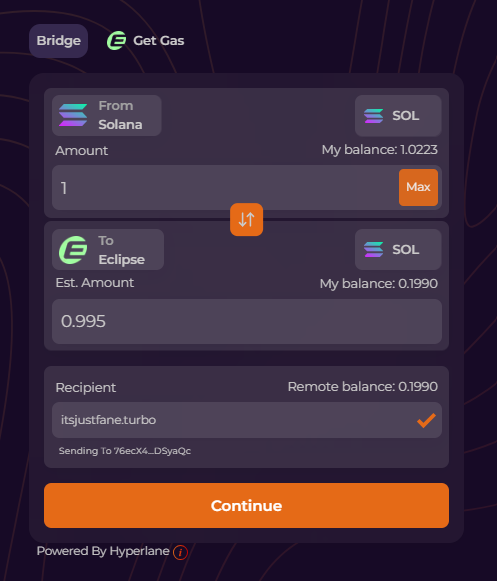 Bridge
Get Gas
From
Solana
SOL
Amount
My balance: 1.0223
1
Max
To
Eclipse
SOL
Est. Amount
My balance: 0.1990
0.995
Recipient
Remote balance: 0.1990
itsjustfane.turbo
Sending To 76ecX4...DSyaQc
Continue
Powered By Hyperlane